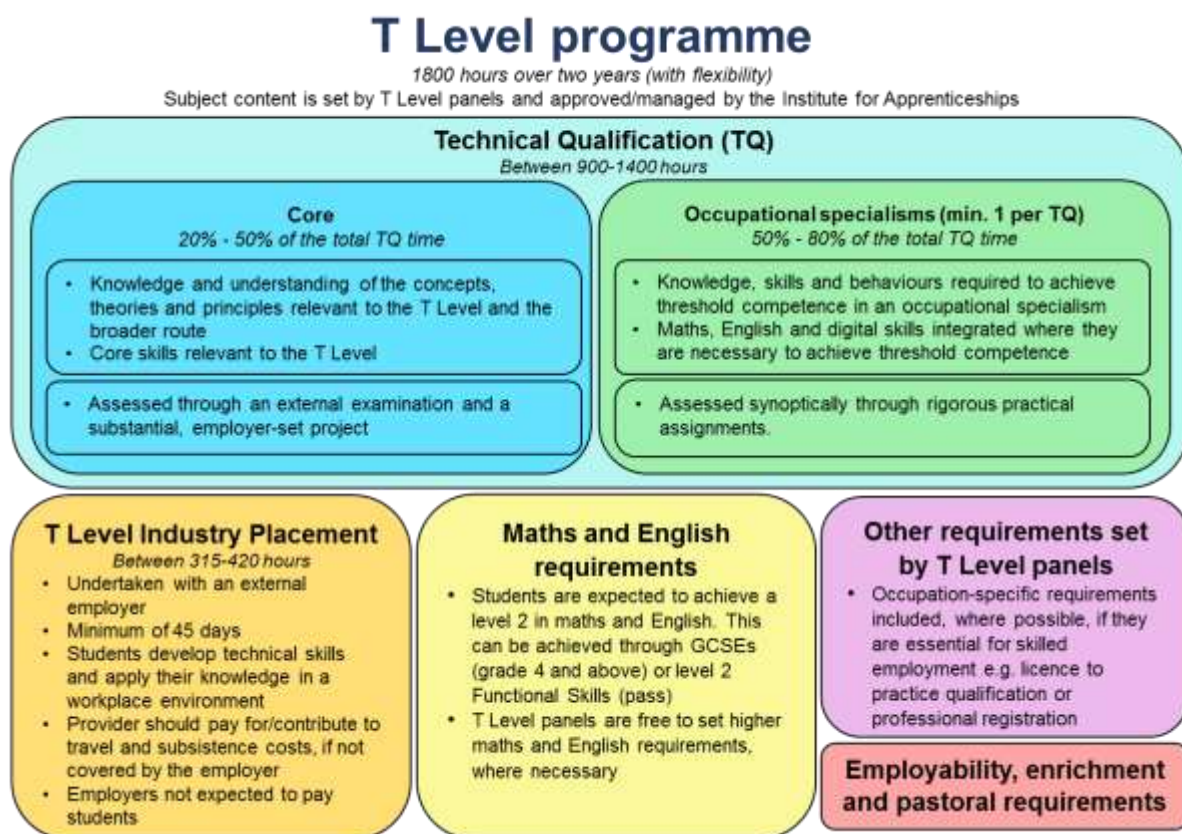 T Level programme
1800 hours over two years (with flexibility)
Subject content is set by T Level panels and approved/managed by the Institute for Apprenticeships
Technical Qualification (TQ)
Between 900-1400 hours
Core
20% - 50% of the total TQ time
• Knowledge and understanding of the concepts,
theories and principles relevant to the T Level and the
broader route
• Core skills relevant to the T Level
• Assessed through an external examination and a
substantial, employer-set project
Occupational specialisms (min. 1 per TQ)
50% - 80% of the total TQ time
• Knowledge, skills and behaviours required to achieve
threshold competence in an occupational specialism
• Maths, English and digital skills integrated where they
are necessary to achieve threshold competence
• Assessed synoptically through rigorous practical
assignments.
T Level Industry Placement
Between 315-420 hours
• Undertaken with an external
employer
• Minimum of 45 days
• Students develop technical skills
and apply their knowledge in a
workplace environment
• Provider should pay for/contribute to
travel and subsistence costs, if not
covered by the employer
• Employers not expected to pay
students
Maths and English
requirements
• Students are expected to achieve a
level 2 in maths and English. This
can be achieved through GCSEs
(grade 4 and above) or level 2
Functional Skills (pass)
• T Level panels are free to set higher
maths and English requirements,
where necessary
Other requirements set
by T Level panels
• Occupation-specific requirements
included, where possible, if they
are essential for skilled
employment e.g. licence to
practice qualification or
professional registration
Employability, enrichment
and pastoral requirements